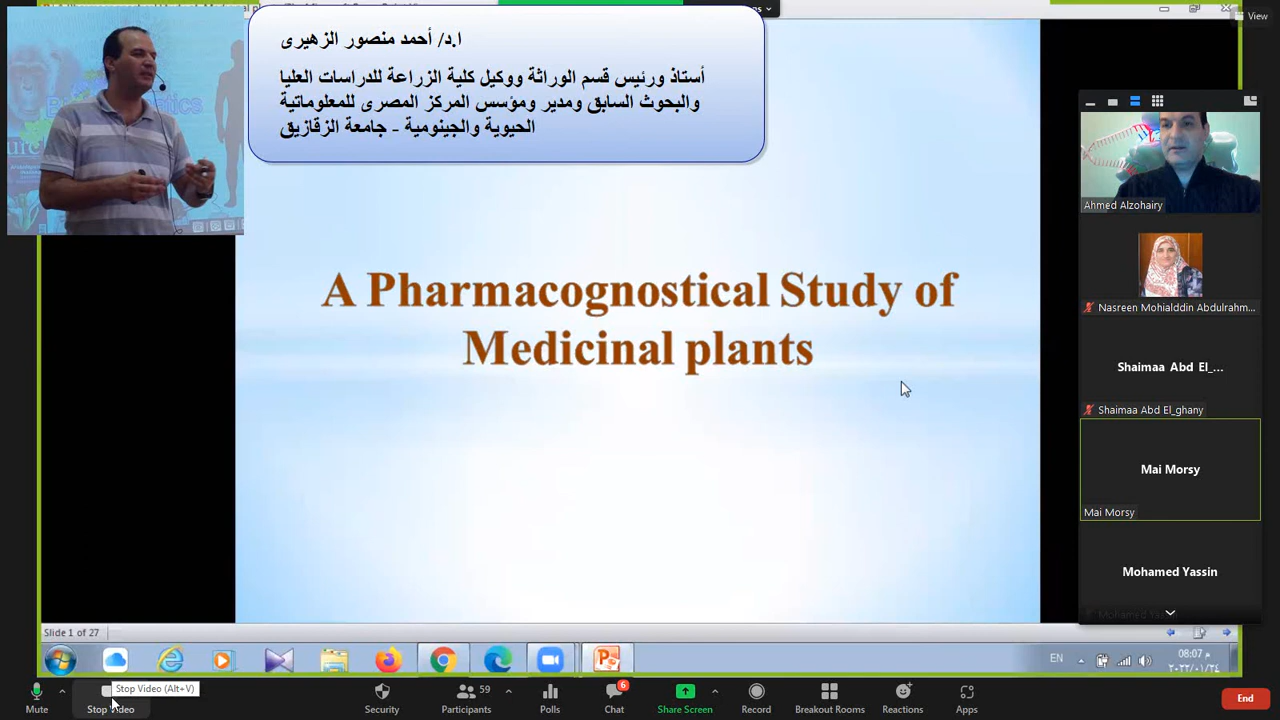 View
ا.د/ أحمد منصور الزهيرى
أستاذ ورئيس قسم الوراثة ووكيل كلية الزراعة للدراسات العليا
والبحوث السابق ومدير ومؤسس المركز المصرى للمعلوماتية
الحيوية والجينومية - جامعة الزقازيق
A Pharmacognostical Study of
Medicinal plants
Ahmed Alzohairy
Nasreen Mohialddin Abdulrahm...
Shaimaa Abd El_...
Shaimaa Abd El_ghany
Mai Morsy
Mai Morsy
Mohamed Yassin
Slide 1 of 27
EN
08:07 م
٢٠٢٢/٠١/٢٤
Stop Video (Alt+V)
Mute
Stop Video
Security
Participants 59
Polls
Chat 6
Share Screen
Record
Breakout Rooms
Reactions
Apps
End